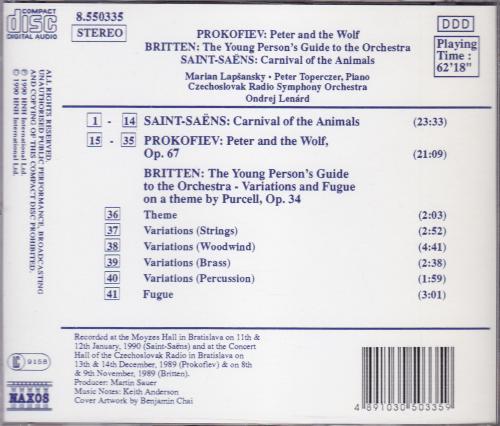 COMPACT
disc
DIGITAL AUDIO
8.550335
STEREO
PROKOFIEV: Peter and the Wolf
BRITTEN: The Young Person's Guide to the Orchestra
SAINT-SAËNS: Carnival of the Animals
Marian Lapšansky • Peter Toperczer, Piano
Czechoslovak Radio Symphony Orchestra
Ondrej Lenárd
DDD
Playing
Time :
62'18"
ALL RIGHTS RESERVED.
UNAUTHORISED PUBLIC PERFORMANCE, BROADCASTING
AND COPYING OF THIS COMPACT DISC PROHIBITED.
℗ 1990 HNH International Ltd.
© 1990 HNH International Ltd.
1 - 14 SAINT-SAËNS: Carnival of the Animals (23:33)
15 - 35 PROKOFIEV: Peter and the Wolf,
Op. 67 (21:09)
BRITTEN: The Young Person's Guide
to the Orchestra - Variations and Fugue
on a theme by Purcell, Op. 34
36 Theme (2:03)
37 Variations (Strings) (2:52)
38 Variations (Woodwind) (4:41)
39 Variations (Brass) (2:38)
40 Variations (Percussion) (1:59)
41 Fugue (3:01)
LC 9158
NAXOS
Recorded at the Moyzes Hall in Bratislava on 11th &
12th January, 1990 (Saint-Saëns) and at the Concert
Hall of the Czechoslovak Radio in Bratislava on
13th & 14th December, 1989 (Prokofiev) & on 8th
& 9th November, 1989 (Britten).
Producer: Martin Sauer
Music Notes: Keith Anderson
Cover Artwork by Benjamin Chai
4 891030 503359